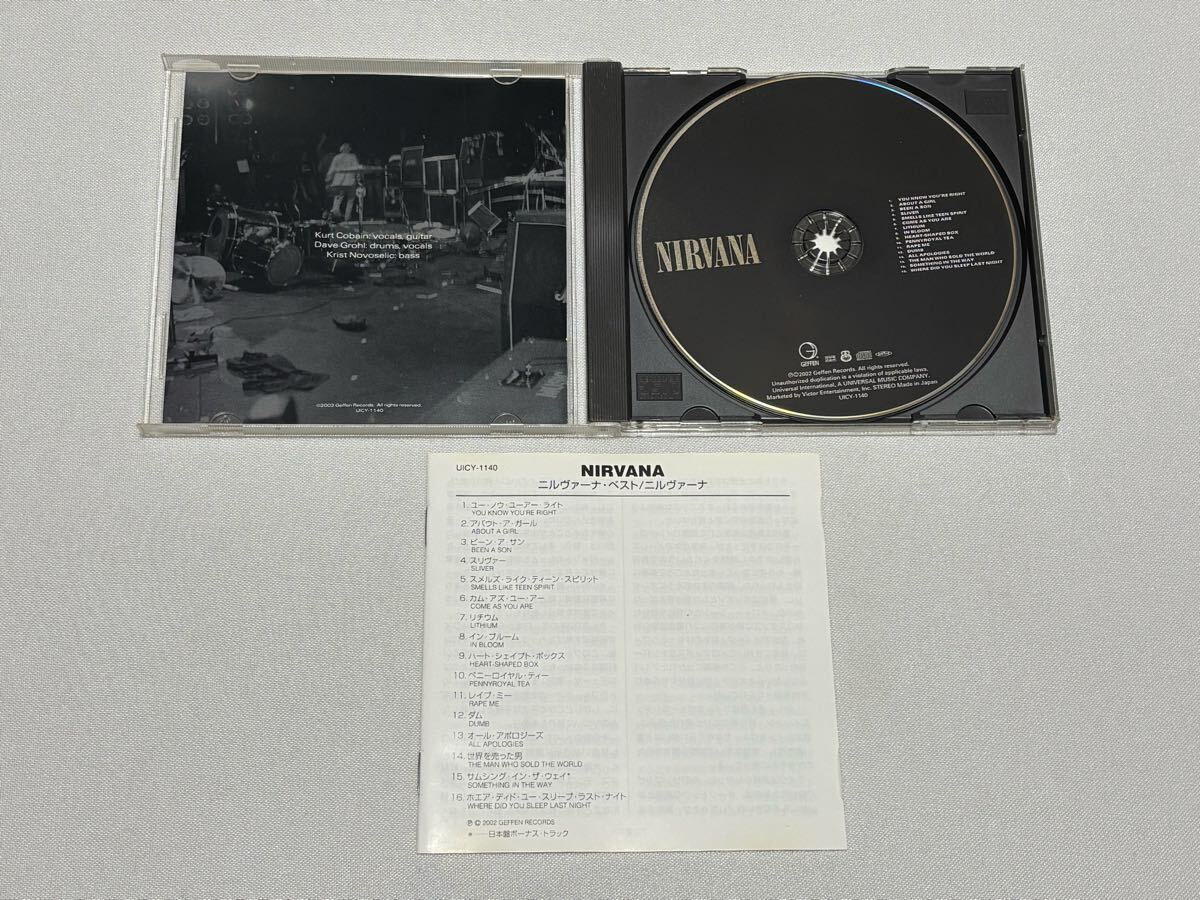 Kurt Cobain: vocals, guitar
Dave Grohl: drums, vocals
Krist Novoselic: bass
UICY-1140
NIRVANA
1. YOU KNOW YOU'RE RIGHT
2. ABOUT A GIRL
3. BEEN A SON
4. SLIVER
5. SMELLS LIKE TEEN SPIRIT
6. COME AS YOU ARE
7. LITHIUM
8. IN BLOOM
9. HEART-SHAPED BOX
10. PENNYROYAL TEA
11. RAPE ME
12. DUMB
13. ALL APOLOGIES
14. THE MAN WHO SOLD THE WORLD
15. SOMETHING IN THE WAY
16. WHERE DID YOU SLEEP LAST NIGHT
GEFFEN
Ⓟ©2002 Geffen Records. All rights reserved.
Unauthorized duplication is a violation of applicable laws.
Universal International, A UNIVERSAL MUSIC COMPANY.
Marketed by Victor Entertainment, Inc. STEREO Made in Japan
UICY-1140
UICY-1140
NIRVANA
ニルヴァーナ・ベスト/ニルヴァーナ
1. ユー・ノウ・ユーアー・ライト
YOU KNOW YOU'RE RIGHT
2. アバウト・ア・ガール
ABOUT A GIRL
3. ビーン・ア・サン
BEEN A SON
4. スリヴァー
SLIVER
5. スメルズ・ライク・ティーン・スピリット
SMELLS LIKE TEEN SPIRIT
6. カム・アズ・ユー・アー
COME AS YOU ARE
7. リチウム
LITHIUM
8. イン・ブルーム
IN BLOOM
9. ハート・シェイプト・ボックス
HEART-SHAPED BOX
10. ペニーロイヤル・ティー
PENNYROYAL TEA
11. レイプ・ミー
RAPE ME
12. ダム
DUMB
13. オール・アポロジーズ
ALL APOLOGIES
14. 世界を売った男
THE MAN WHO SOLD THE WORLD
15. サムシング・イン・ザ・ウェイ*
SOMETHING IN THE WAY
16. ホエア・ディド・ユー・スリープ・ラスト・ナイト
WHERE DID YOU SLEEP LAST NIGHT
Ⓟ © 2002 GEFFEN RECORDS
* ――日本盤ボーナス・トラック